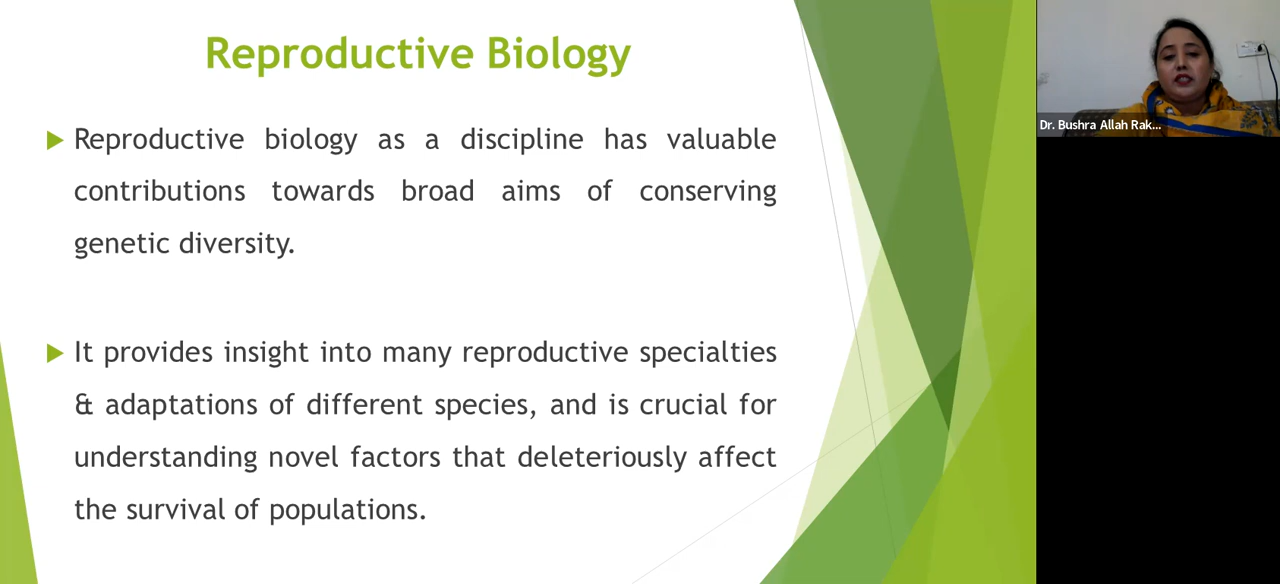 Reproductive Biology
Reproductive biology as a discipline has valuable
contributions towards broad aims of conserving
genetic diversity.
It provides insight into many reproductive specialties
& adaptations of different species, and is crucial for
understanding novel factors that deleteriously affect
the survival of populations.
Dr. Bushra Allah Rak...